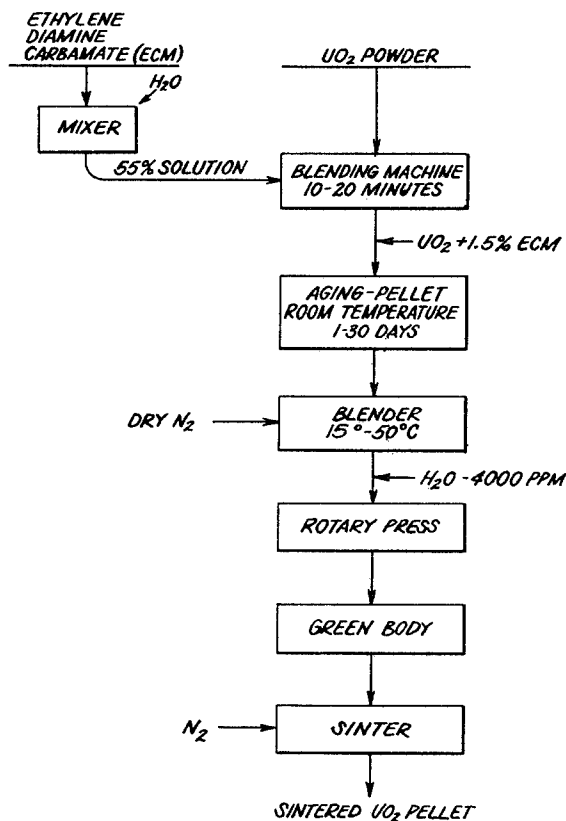 ETHYLENE
DIAMINE
CARBAMATE (ECM)
UO₂ POWDER
H₂O
MIXER
55% SOLUTION
BLENDING MACHINE
10-20 MINUTES
UO₂ +1.5% ECM
AGING-PELLET
ROOM TEMPERATURE
1-30 DAYS
DRY N₂
BLENDER
15°-50°C
H₂O -4000 PPM
ROTARY PRESS
GREEN BODY
N₂
SINTER
SINTERED UO₂ PELLET